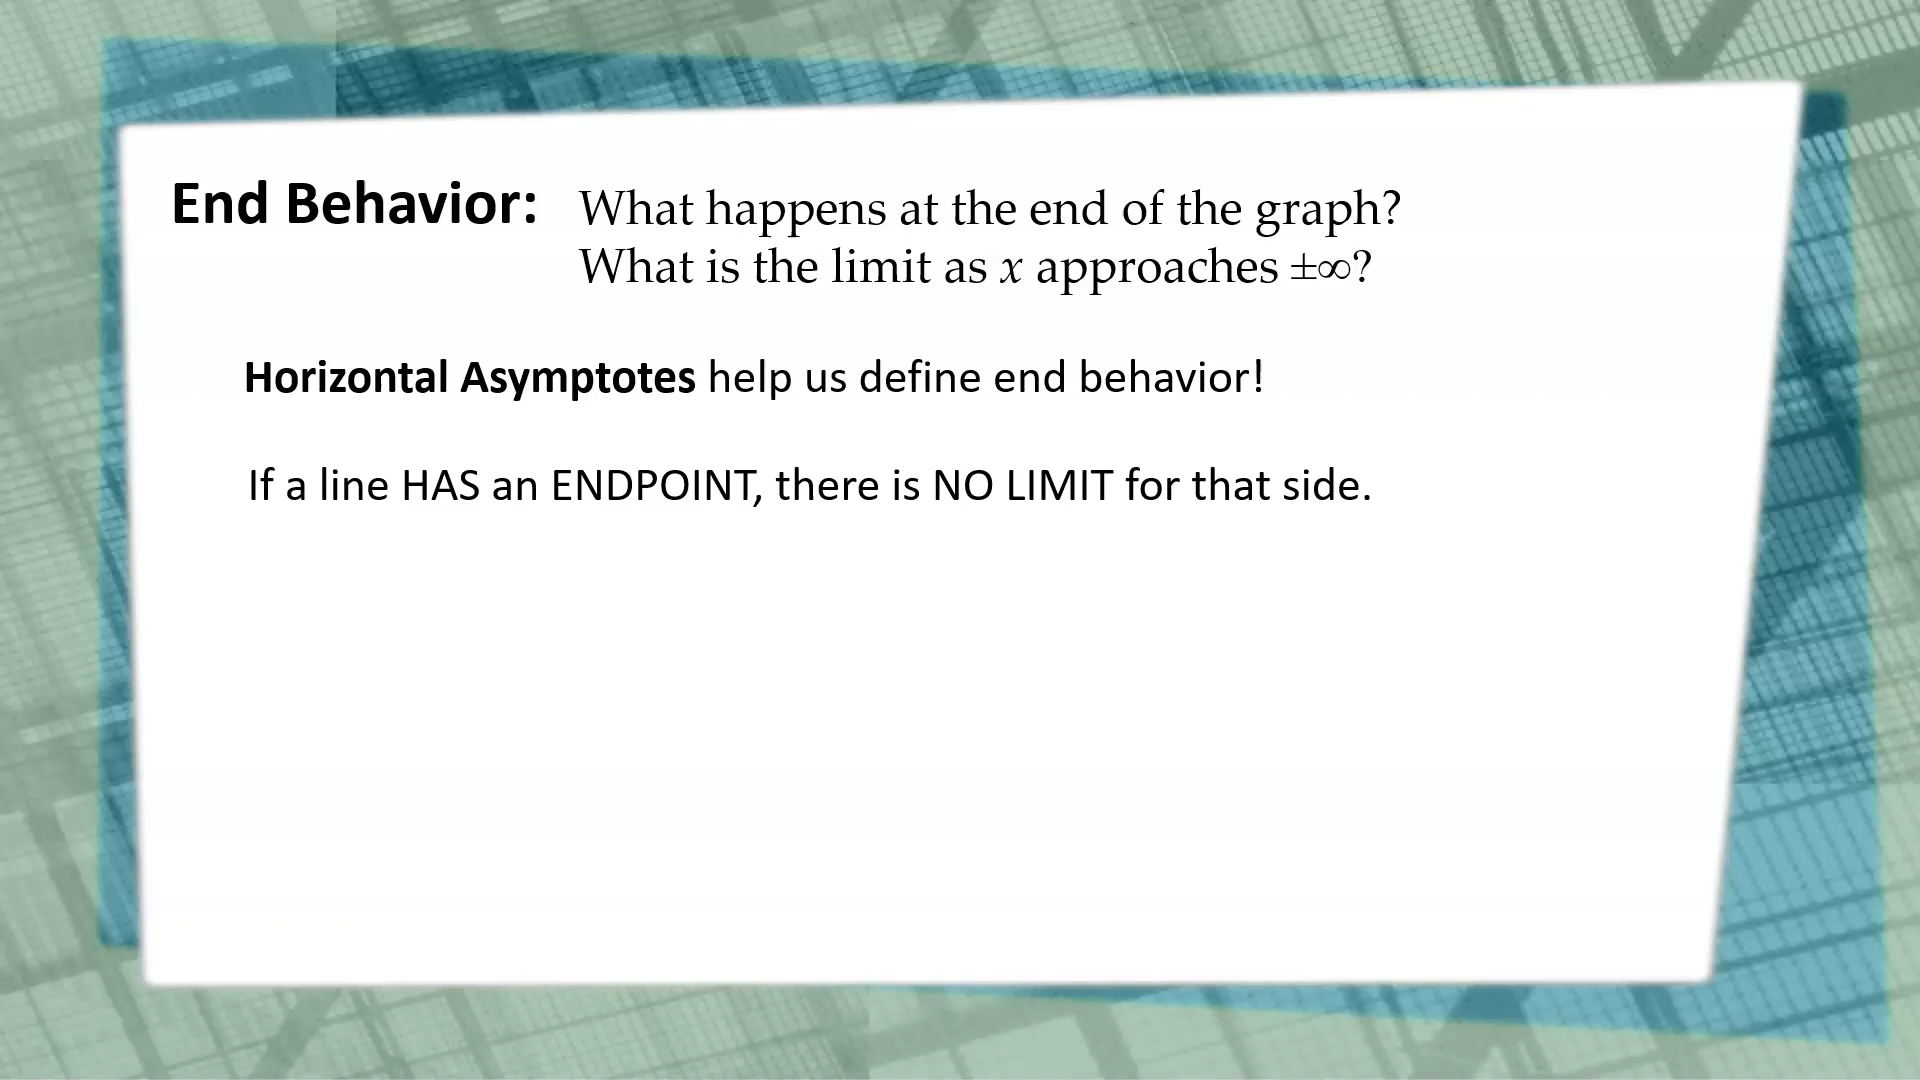 End Behavior: What happens at the end of the graph?
What is the limit as x approaches ±∞?
Horizontal Asymptotes help us define end behavior!
If a line HAS an ENDPOINT, there is NO LIMIT for that side.